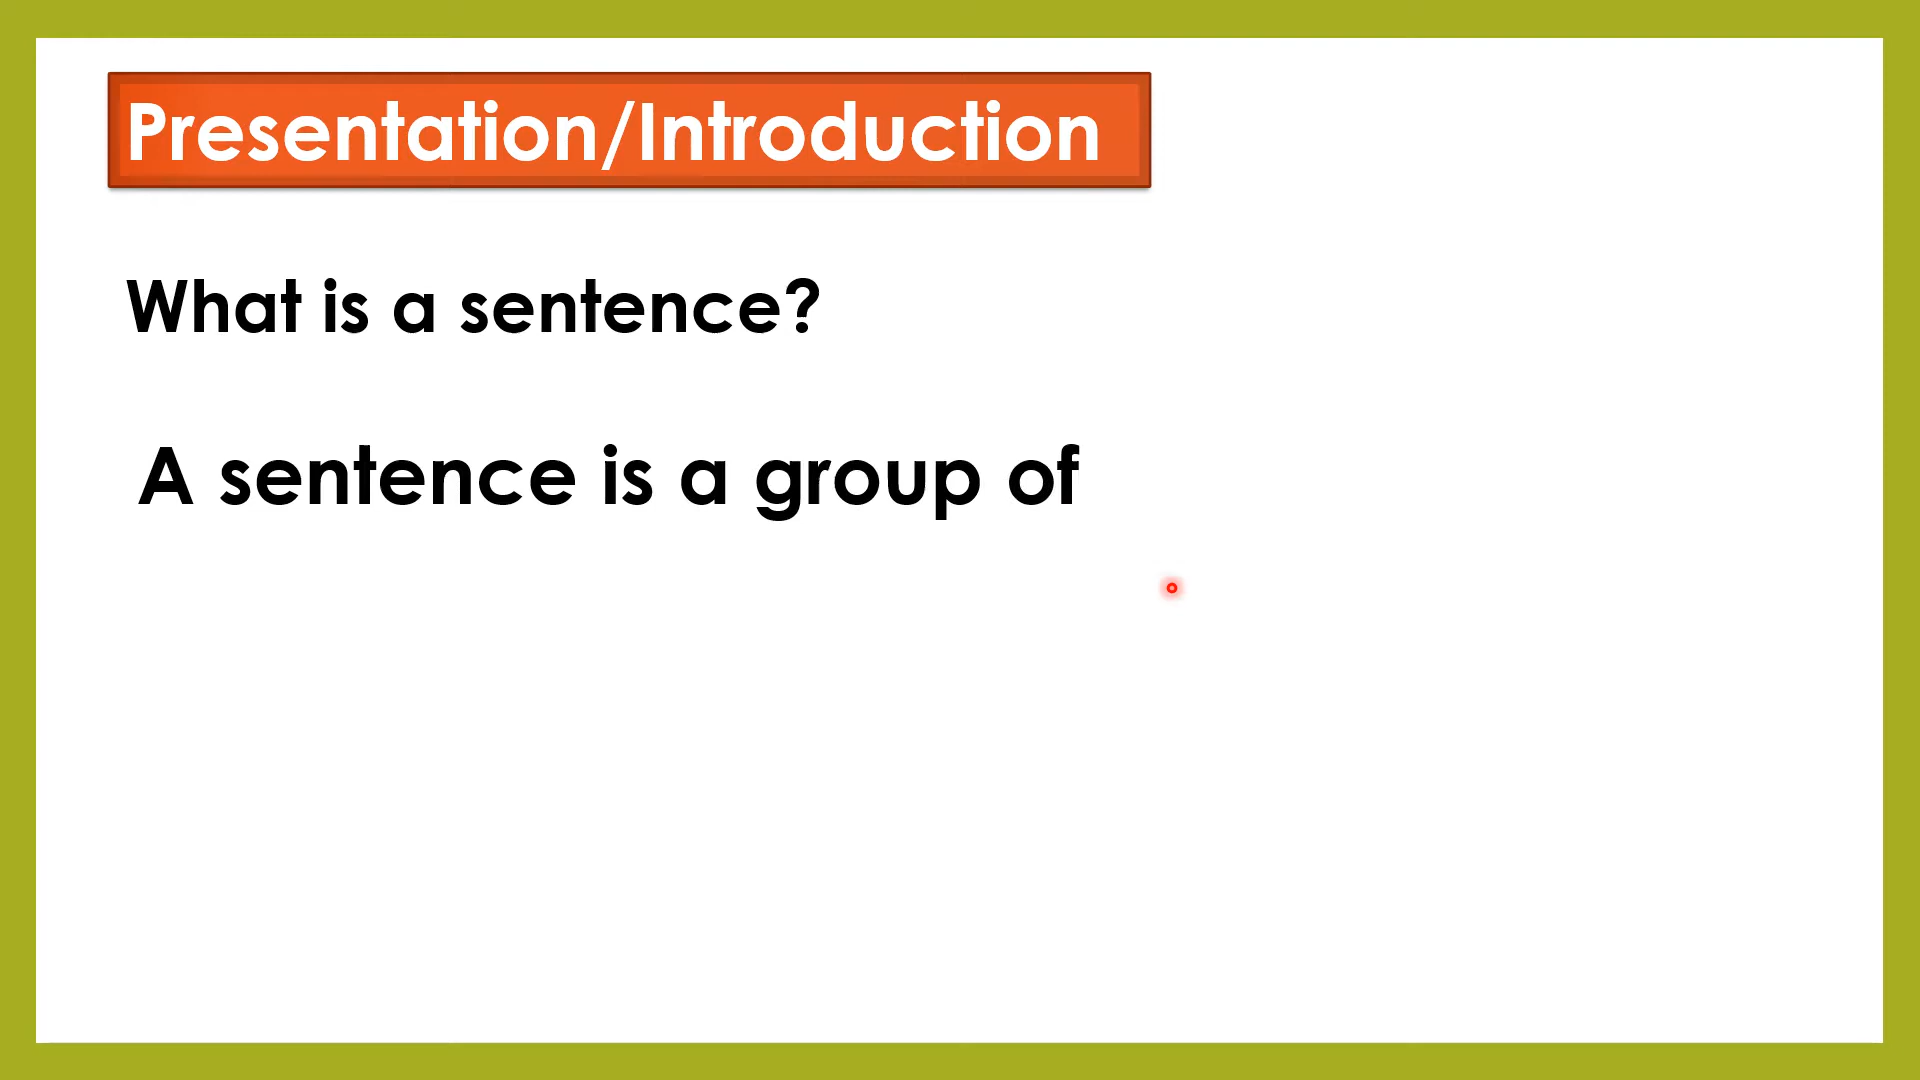 Presentation/Introduction
What is a sentence?
A sentence is a group of